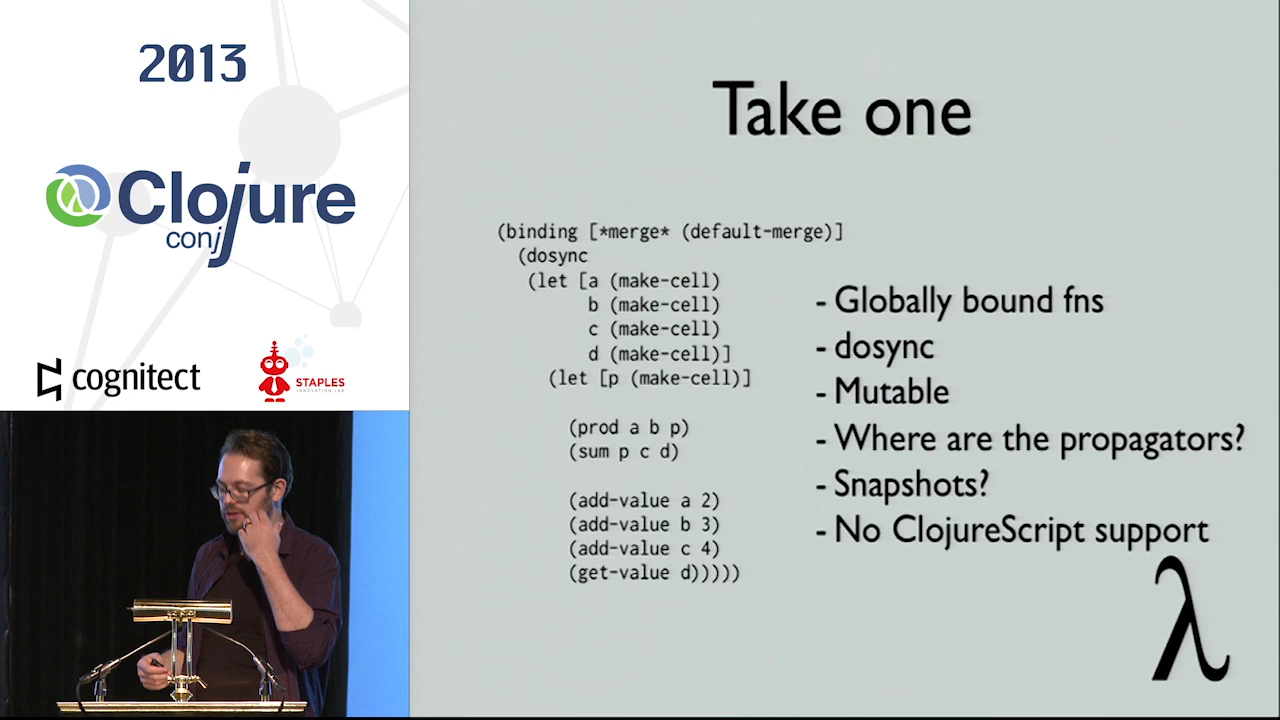 2013
Clojure
conj
cognitect
STAPLES
INNOVATION LAB
Take one
(binding [*merge* (default-merge)]
(dosync
(let [a (make-cell)
b (make-cell)
c (make-cell)
d (make-cell)]
(let [p (make-cell)]
(prod a b p)
(sum p c d)
(add-value a 2)
(add-value b 3)
(add-value c 4)
(get-value d)))))
- Globally bound fns
- dosync
- Mutable
- Where are the propagators?
- Snapshots?
- No ClojureScript support
λ